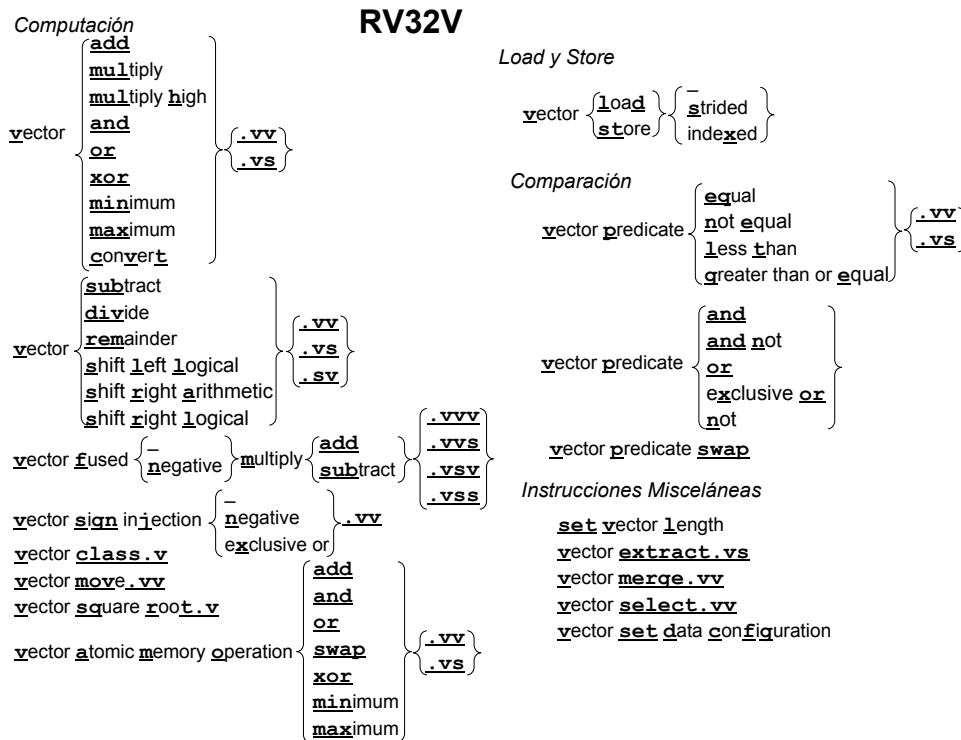 RV32V
Computación
vector
add
multiply
multiply high
and
or
xor
minimum
maximum
convert
.vv
.vs
vector
subtract
divide
remainder
shift left logical
shift right arithmetic
shift right logical
.vv
.vs
.sv
vector fused
–
negative
multiply
add
subtract
.vvv
.vvs
.vsv
.vss
vector sign injection
–
negative
exclusive or
.vv
vector class.v
vector move.vv
vector square root.v
vector atomic memory operation
add
and
or
swap
xor
minimum
maximum
.vv
.vs
Load y Store
vector
load
store
–
strided
indexed
Comparación
vector predicate
equal
not equal
less than
greater than or equal
.vv
.vs
vector predicate
and
and not
or
exclusive or
not
vector predicate swap
Instrucciones Misceláneas
set vector length
vector extract.vs
vector merge.vv
vector select.vv
vector set data configuration